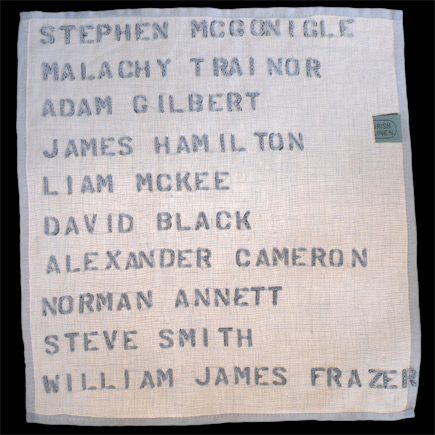 STEPHEN MCGONIGLE
MALACHY TRAINOR
ADAM GILBERT
IRISH
LINEN
JAMES HAMILTON
LIAM MCKEE
DAVID BLACK
ALEXANDER CAMERON
NORMAN ANNETT
STEVE SMITH
WILLIAM JAMES FRAZER